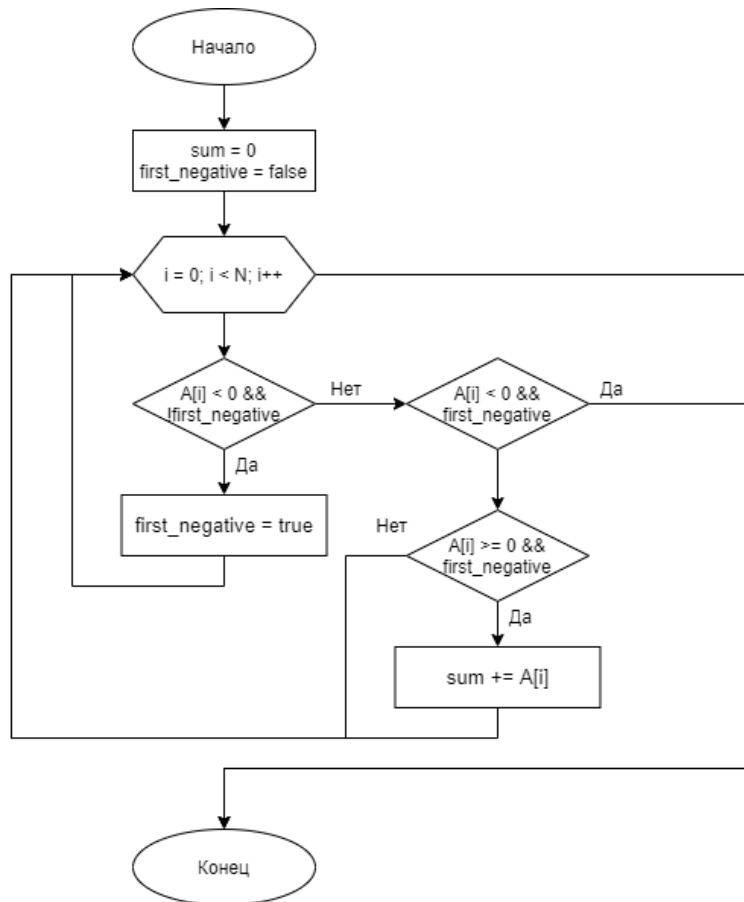 Начало
sum = 0
first_negative = false
i = 0; i < N; i++
A[i] < 0 &&
!first_negative
Нет
A[i] < 0 &&
first_negative
Да
Да
first_negative = true
Нет
A[i] >= 0 &&
first_negative
Да
sum += A[i]
Конец